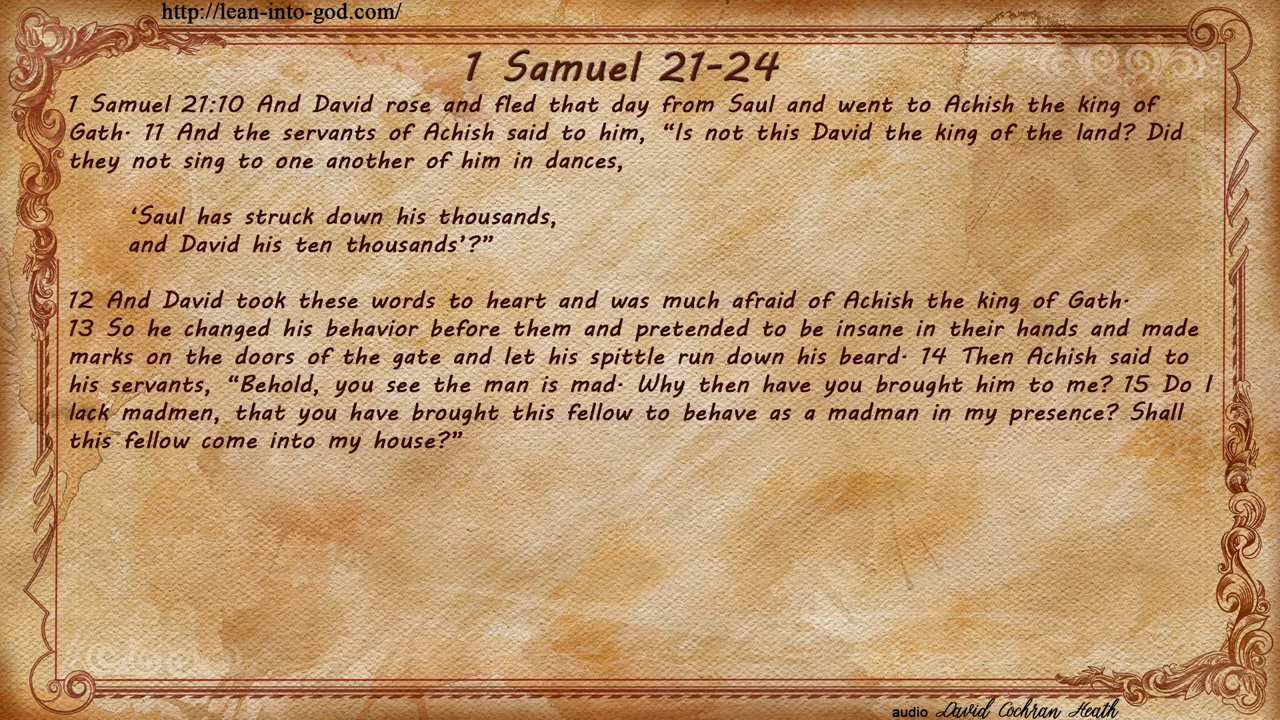 http://lean-into-god.com/
1 Samuel 21-24
1 Samuel 21:10 And David rose and fled that day from Saul and went to Achish the king of
Gath. 11 And the servants of Achish said to him, “Is not this David the king of the land? Did
they not sing to one another of him in dances,
‘Saul has struck down his thousands,
and David his ten thousands’?”
12 And David took these words to heart and was much afraid of Achish the king of Gath.
13 So he changed his behavior before them and pretended to be insane in their hands and made
marks on the doors of the gate and let his spittle run down his beard. 14 Then Achish said to
his servants, “Behold, you see the man is mad. Why then have you brought him to me? 15 Do I
lack madmen, that you have brought this fellow to behave as a madman in my presence? Shall
this fellow come into my house?”
audio David Cochran Heath